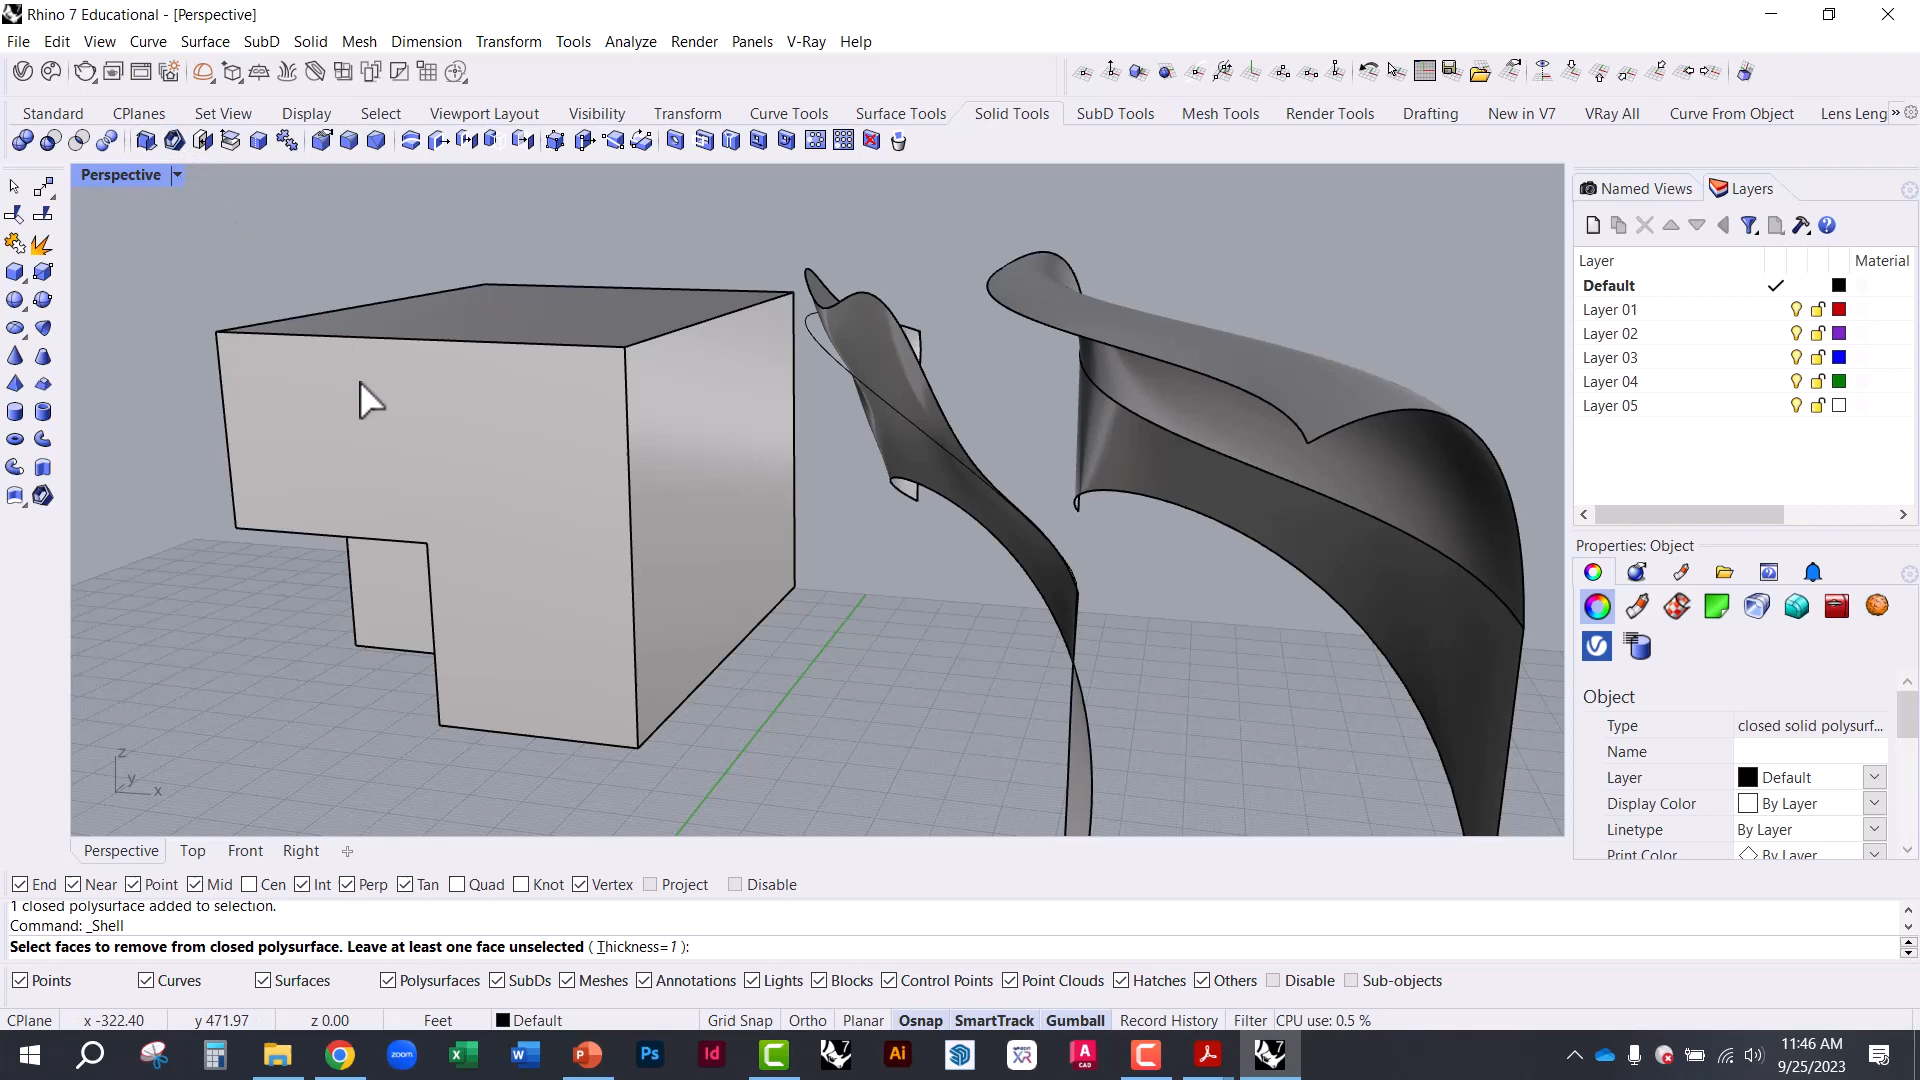 Rhino 7 Educational - [Perspective]
File Edit View Curve Surface SubD Solid Mesh Dimension Transform Tools Analyze Render Panels V-Ray Help
Standard CPlanes Set View Display Select Viewport Layout Visibility Transform Curve Tools Surface Tools Solid Tools SubD Tools Mesh Tools Render Tools Drafting New in V7 VRay All Curve From Object Lens Leng »
Perspective
Named Views Layers
Layer Material
Default
Layer 01
Layer 02
Layer 03
Layer 04
Layer 05
Properties: Object
Object
Type closed solid polysurf...
Name
Layer Default
Display Color By Layer
Linetype By Layer
Print Color By Layer
z
y
x
Perspective Top Front Right
End Near Point Mid Cen Int Perp Tan Quad Knot Vertex Project Disable
1 closed polysurface added to selection.
Command: _Shell
Select faces to remove from closed polysurface. Leave at least one face unselected ( Thickness=1 ):
Points Curves Surfaces Polysurfaces SubDs Meshes Annotations Lights Blocks Control Points Point Clouds Hatches Others Disable Sub-objects
CPlane x -322.40 y 471.97 z 0.00 Feet Default Grid Snap Ortho Planar Osnap SmartTrack Gumball Record History Filter CPU use: 0.5 %
11:46 AM
9/25/2023